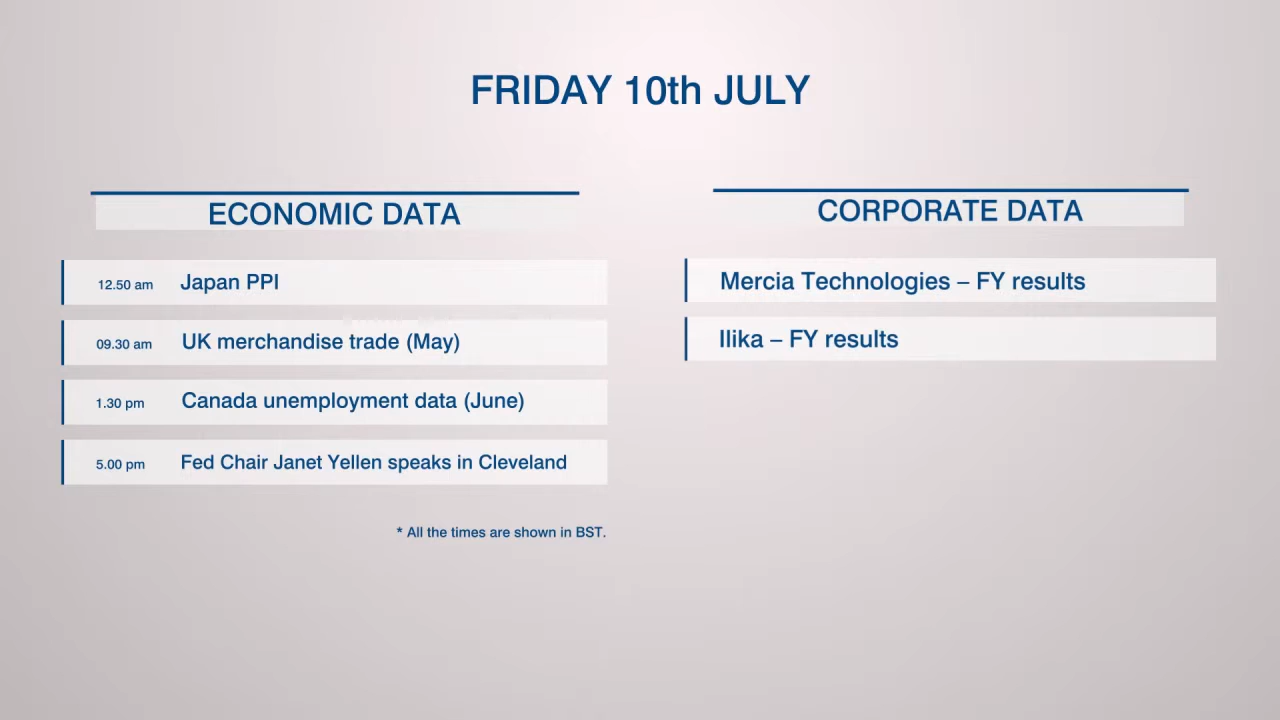 FRIDAY 10th JULY
ECONOMIC DATA
12.50 am Japan PPI
09.30 am UK merchandise trade (May)
1.30 pm Canada unemployment data (June)
5.00 pm Fed Chair Janet Yellen speaks in Cleveland
* All the times are shown in BST.
CORPORATE DATA
Mercia Technologies – FY results
Ilika – FY results